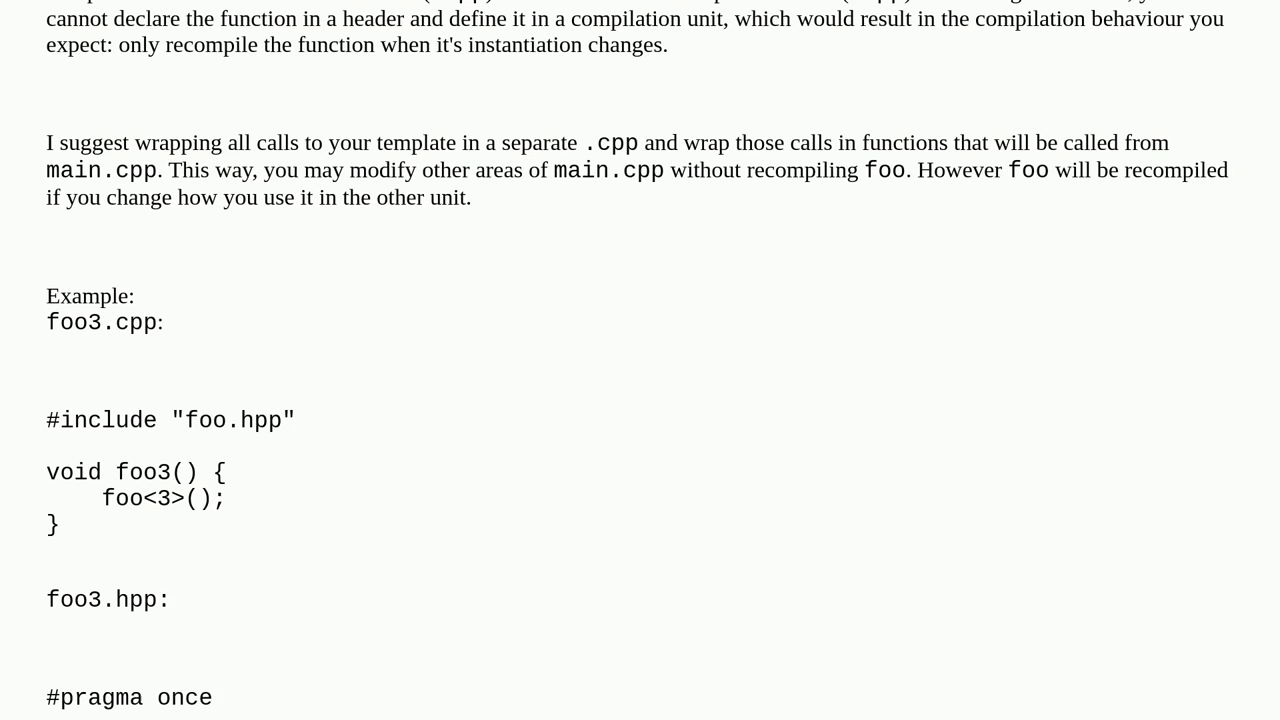 cannot declare the function in a header and define it in a compilation unit, which would result in the compilation behaviour you
expect: only recompile the function when it's instantiation changes.
I suggest wrapping all calls to your template in a separate .cpp and wrap those calls in functions that will be called from
main.cpp. This way, you may modify other areas of main.cpp without recompiling foo. However foo will be recompiled
if you change how you use it in the other unit.
Example:
foo3.cpp:
#include "foo.hpp"
void foo3() {
    foo<3>();
}
foo3.hpp:
#pragma once